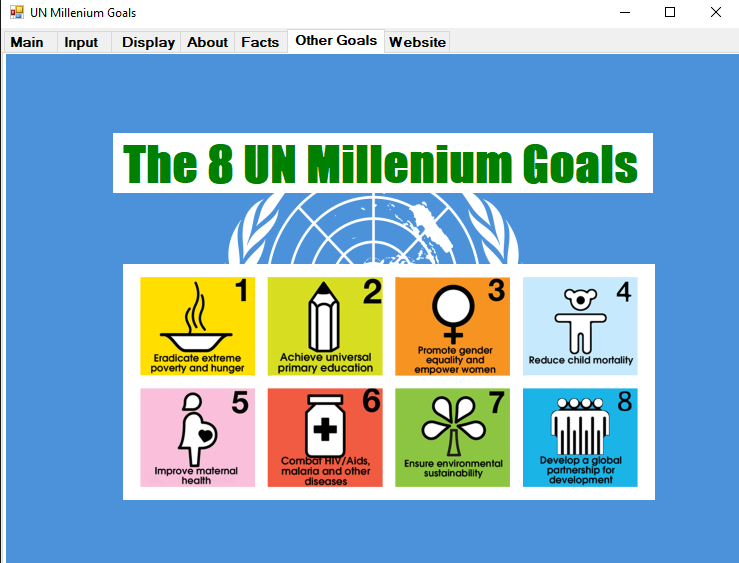 UN Millenium Goals
Main Input Display About Facts Other Goals Website
The 8 UN Millenium Goals
1
Eradicate extreme
poverty and hunger
2
Achieve universal
primary education
3
Promote gender
equality and
empower women
4
Reduce child mortality
5
Improve maternal
health
6
Combat HIV/Aids,
malaria and other
diseases
7
Ensure environmental
sustainability
8
Develop a global
partnership for
development